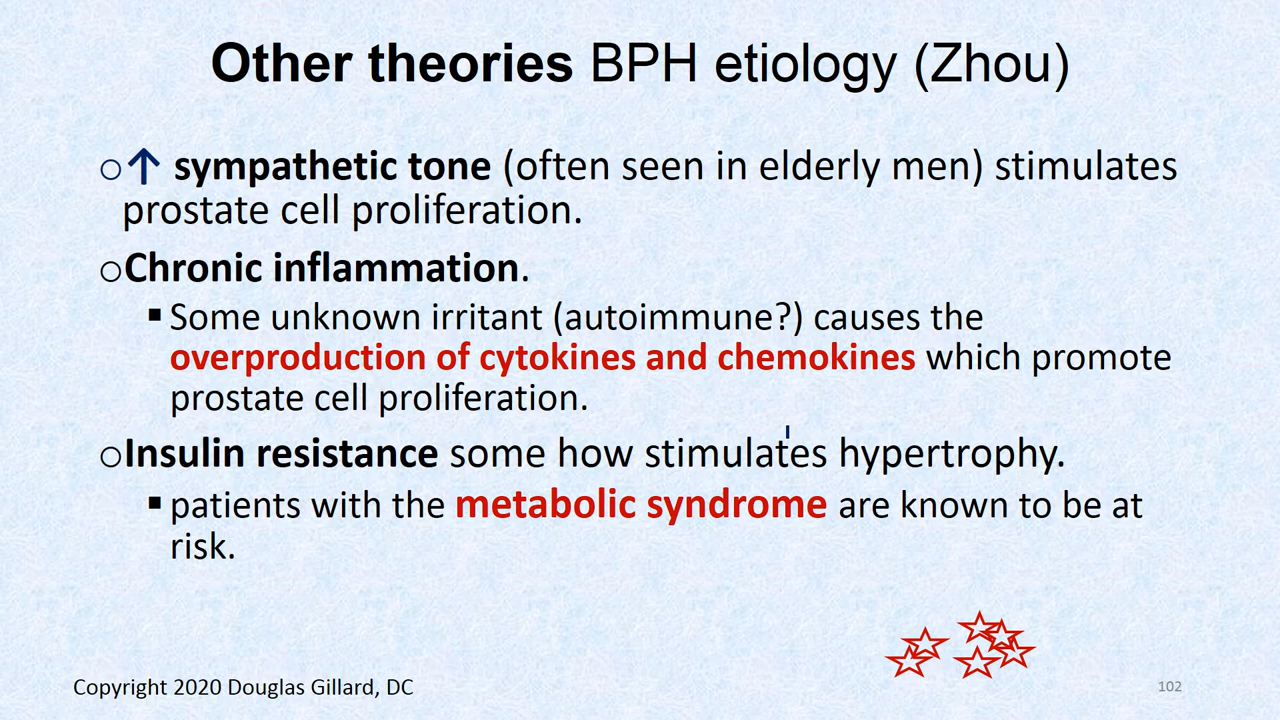 Other theories BPH etiology (Zhou)
○↑ sympathetic tone (often seen in elderly men) stimulates
prostate cell proliferation.
○Chronic inflammation.
▪ Some unknown irritant (autoimmune?) causes the
overproduction of cytokines and chemokines which promote
prostate cell proliferation.
○Insulin resistance some how stimulates hypertrophy.
▪ patients with the metabolic syndrome are known to be at
risk.
Copyright 2020 Douglas Gillard, DC
102